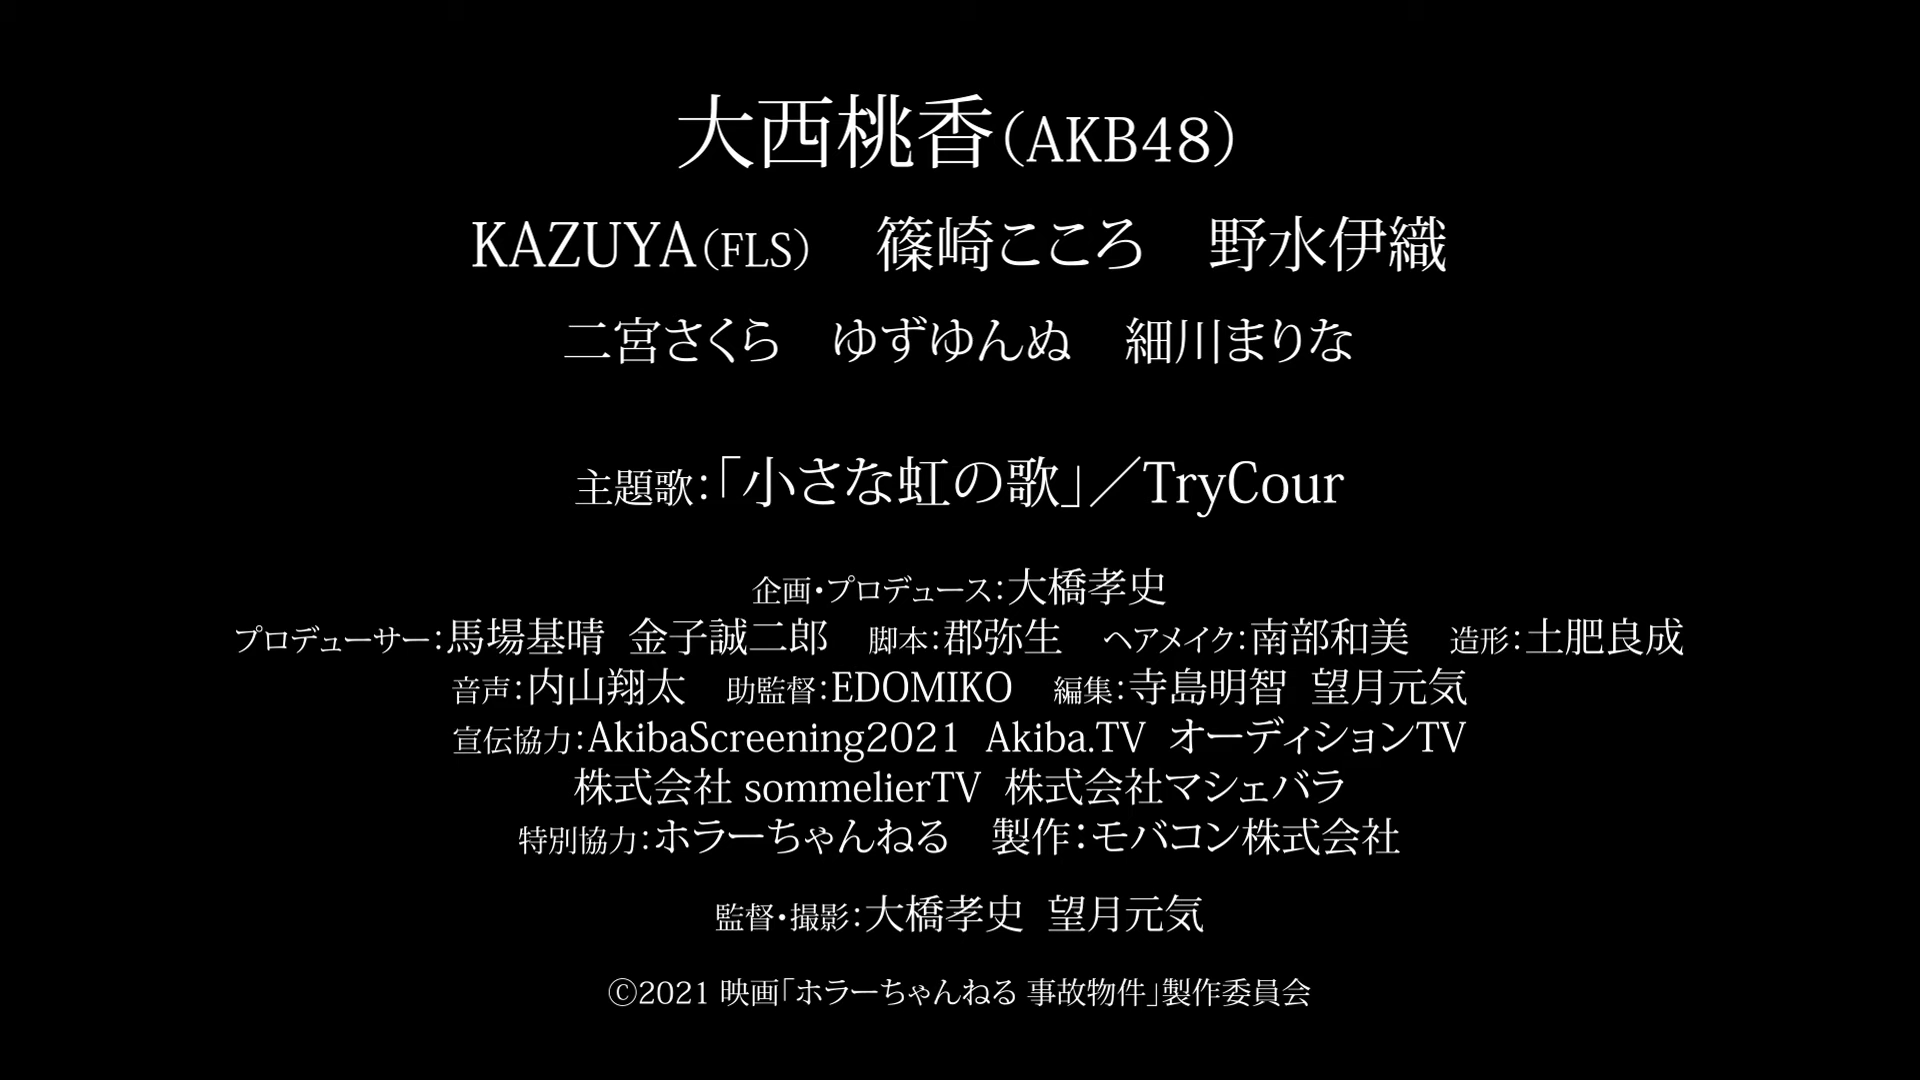 大西桃香（AKB48）
KAZUYA（FLS）　篠崎こころ　野水伊織
二宮さくら　ゆずゆんぬ　細川まりな
主題歌：「小さな虹の歌」／TryCour
企画・プロデュース：大橋孝史
プロデューサー：馬場基晴 金子誠二郎　脚本：郡弥生　ヘアメイク：南部和美　造形：土肥良成
音声：内山翔太　助監督：EDOMIKO　編集：寺島明智 望月元気
宣伝協力：AkibaScreening2021 Akiba.TV オーディションTV
株式会社 sommelierTV 株式会社マシェバラ
特別協力：ホラーちゃんねる　製作：モバコン株式会社
監督・撮影：大橋孝史 望月元気
©2021 映画「ホラーちゃんねる 事故物件」製作委員会